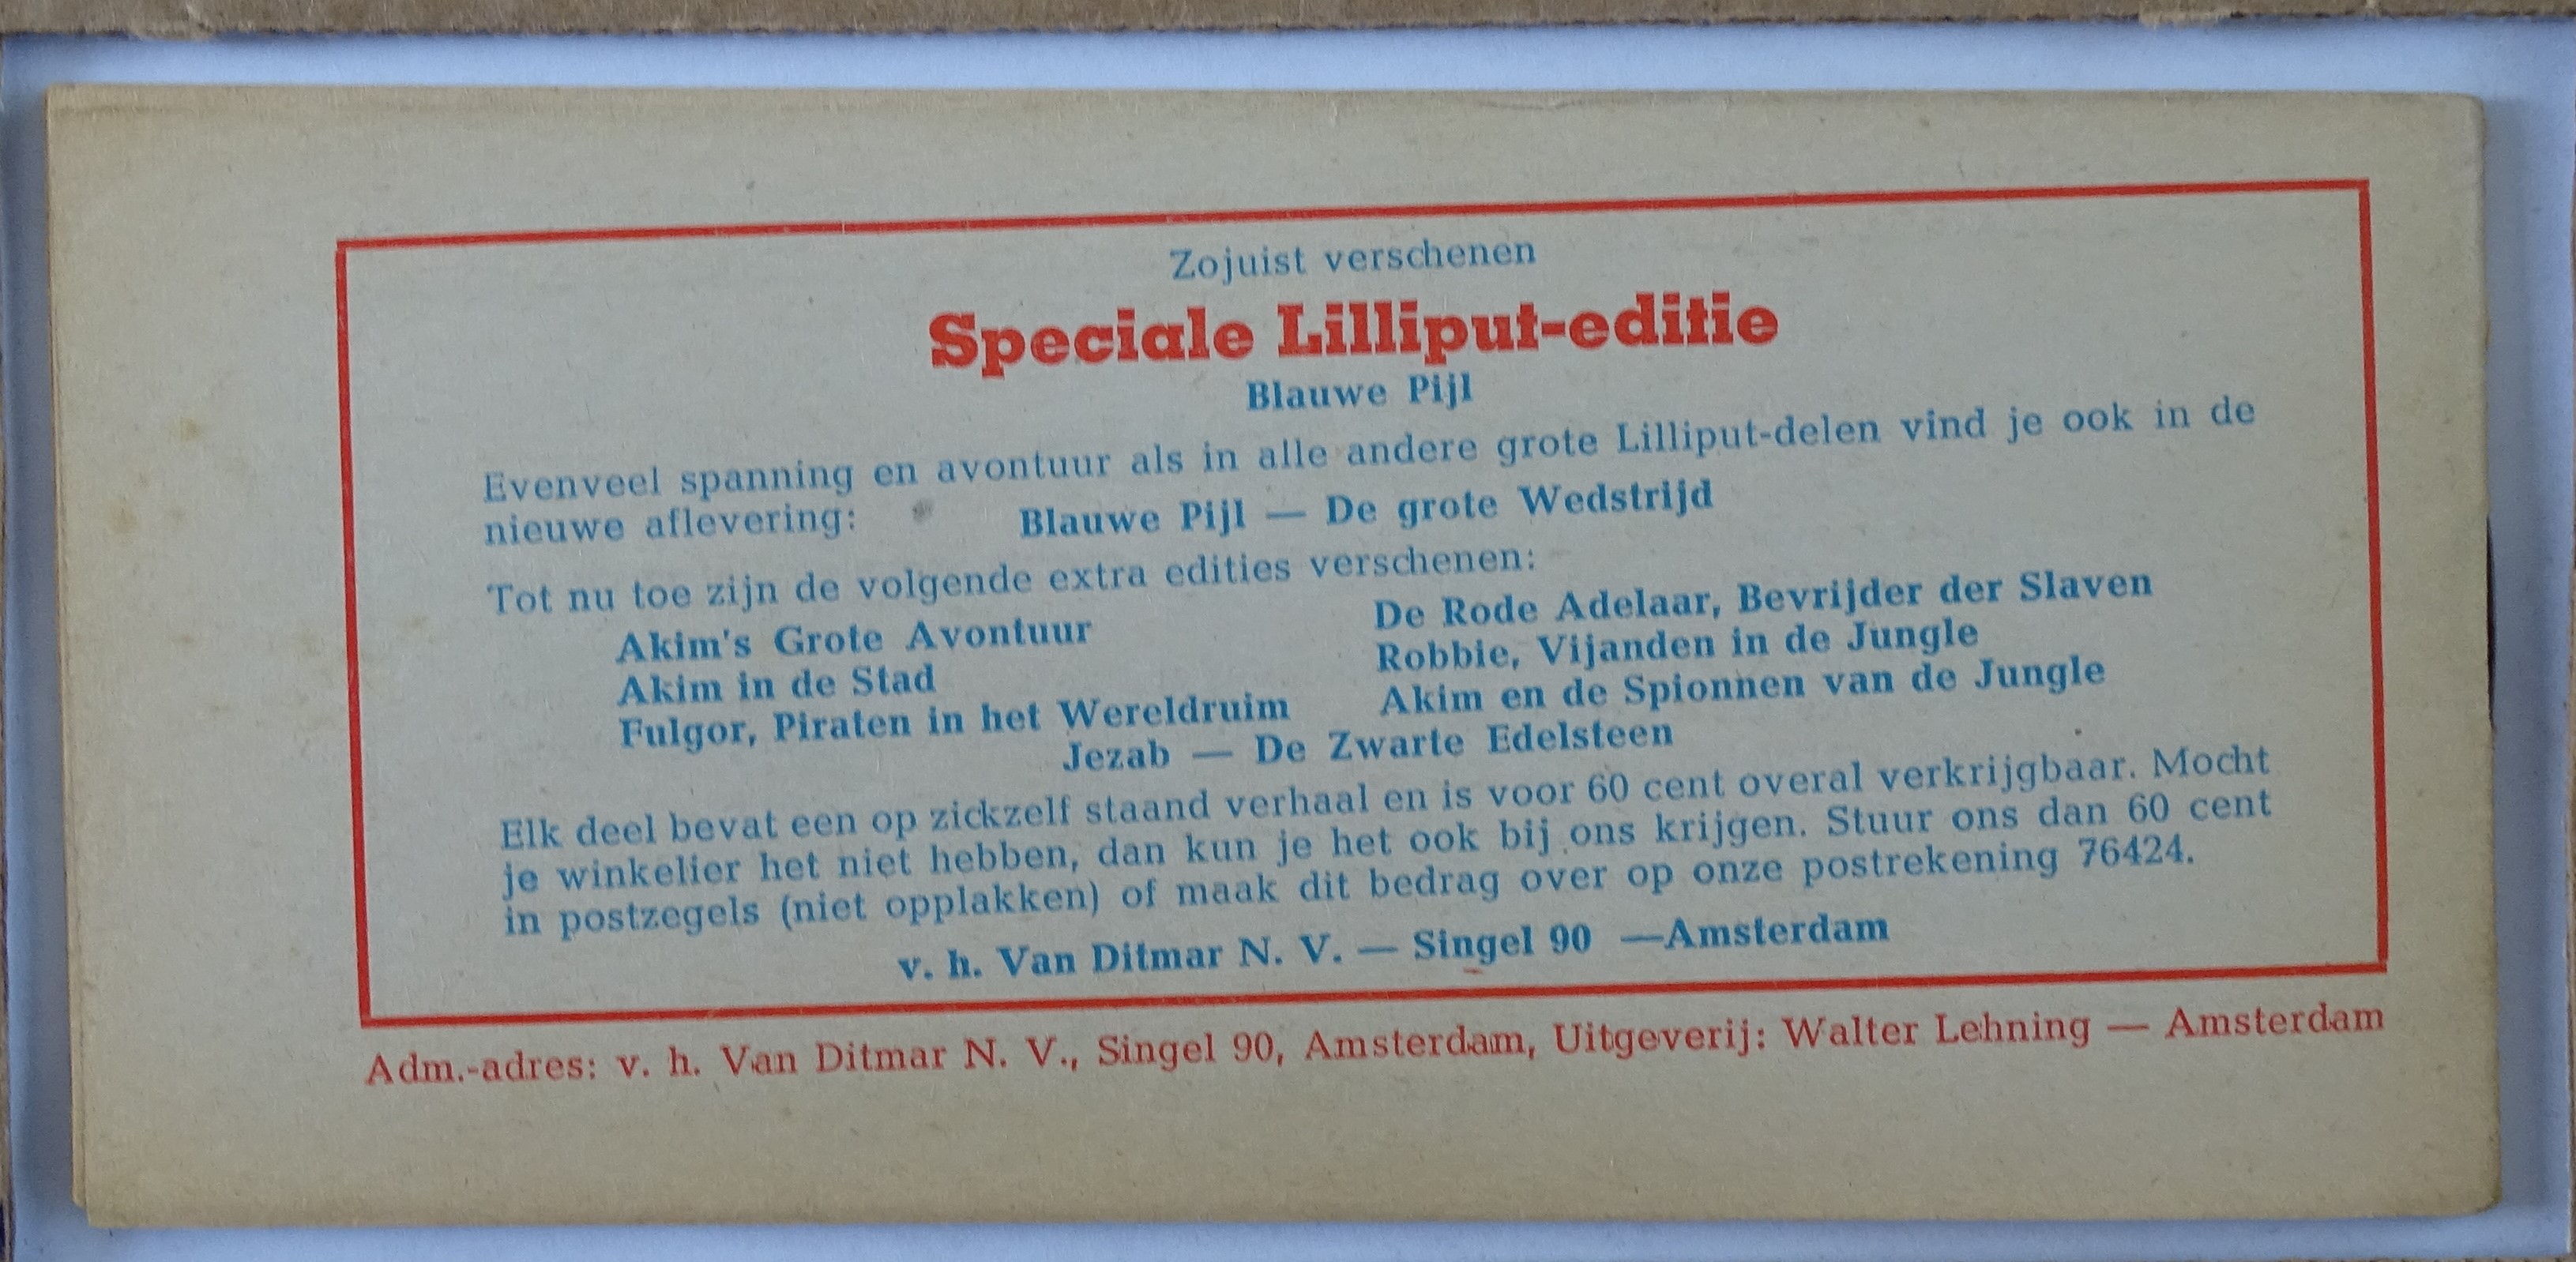 Zojuist verschenen
Speciale Lilliput-editie
Blauwe Pijl
Evenveel spanning en avontuur als in alle andere grote Lilliput-delen vind je ook in de
nieuwe aflevering: Blauwe Pijl — De grote Wedstrijd
Tot nu toe zijn de volgende extra edities verschenen:
Akim's Grote Avontuur
Akim in de Stad
Fulgor, Piraten in het Wereldruim
De Rode Adelaar, Bevrijder der Slaven
Robbie, Vijanden in de Jungle
Akim en de Spionnen van de Jungle
Jezab — De Zwarte Edelsteen
Elk deel bevat een op zickzelf staand verhaal en is voor 60 cent overal verkrijgbaar. Mocht
je winkelier het niet hebben, dan kun je het ook bij ons krijgen. Stuur ons dan 60 cent
in postzegels (niet opplakken) of maak dit bedrag over op onze postrekening 76424.
v. h. Van Ditmar N. V. — Singel 90 —Amsterdam
Adm.-adres: v. h. Van Ditmar N. V., Singel 90, Amsterdam, Uitgeverij: Walter Lehning — Amsterdam